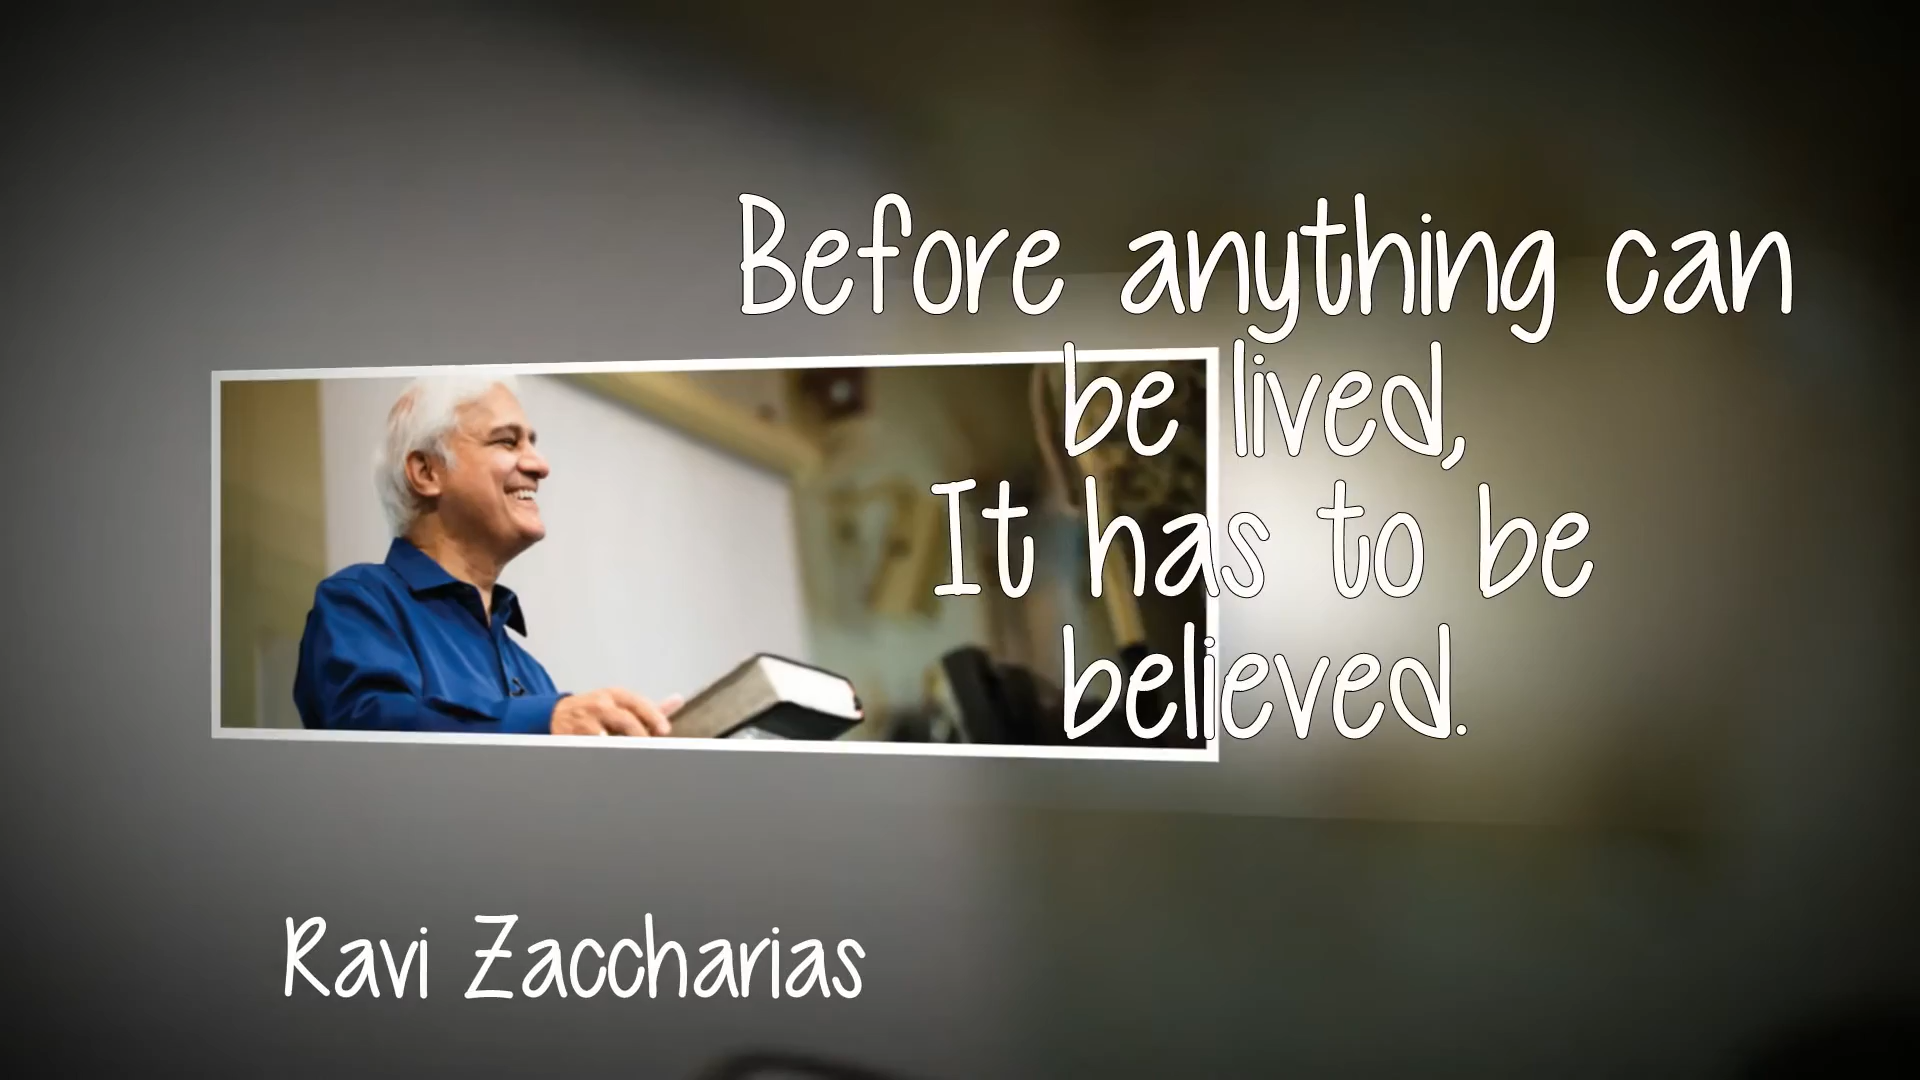 Before anything can
be lived,
It has to be
believed.
Ravi Zaccharias